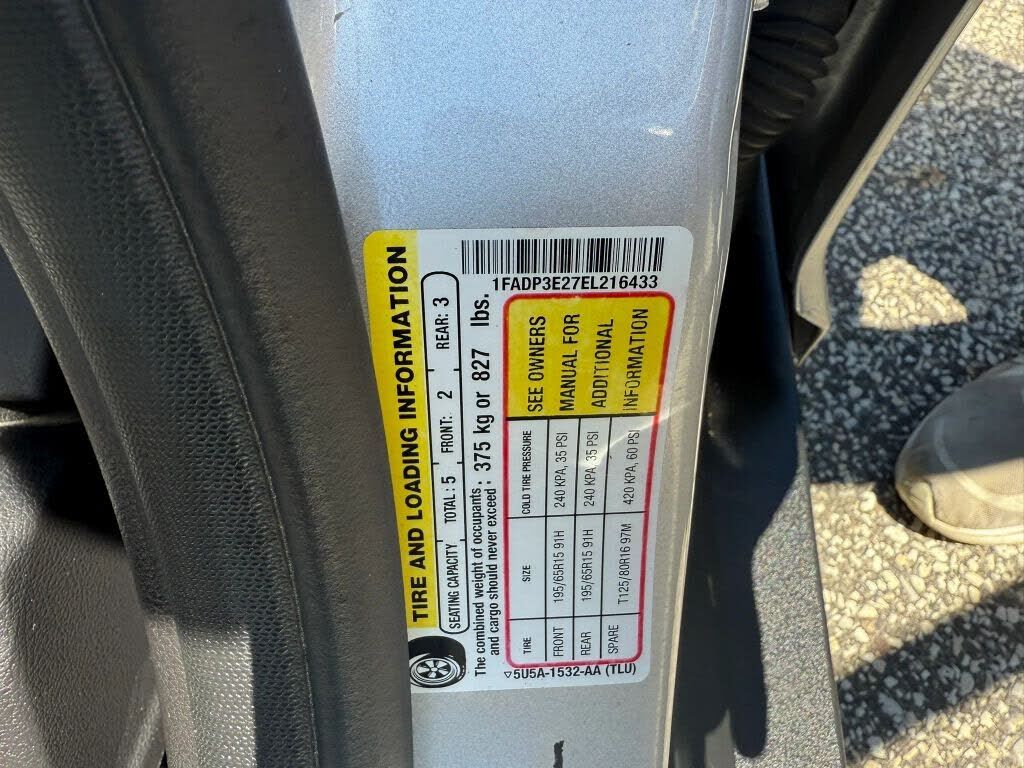 1FADP3E27EL216433
TIRE AND LOADING INFORMATION
SEATING CAPACITY TOTAL: 5 FRONT: 2 REAR: 3
The combined weight of occupants and cargo should never exceed: 375 kg or 827 lbs.
TIRE SIZE COLD TIRE PRESSURE
FRONT 195/65R15 91H 240 KPA, 35 PSI
REAR 195/65R15 91H 240 KPA, 35 PSI
SPARE T125/80R16 97M 420 KPA, 60 PSI
SEE OWNERS
MANUAL FOR
ADDITIONAL
INFORMATION
5U5A-1532-AA (TLU)